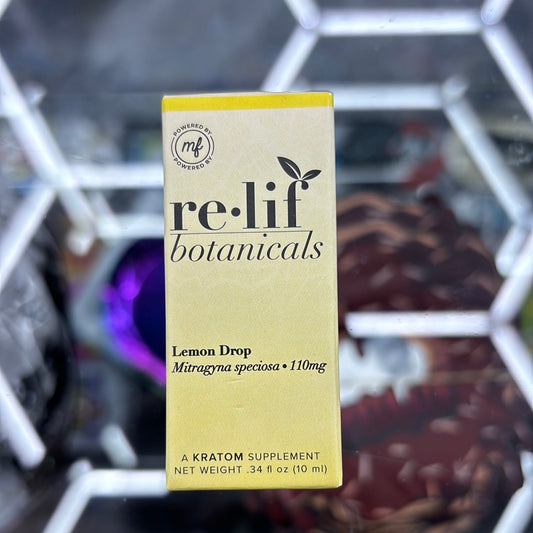 POWERED BY
mf
POWERED BY
re•lif
botanicals
Lemon Drop
Mitragyna speciosa • 110mg
A KRATOM SUPPLEMENT
NET WEIGHT .34 fl oz (10 ml)